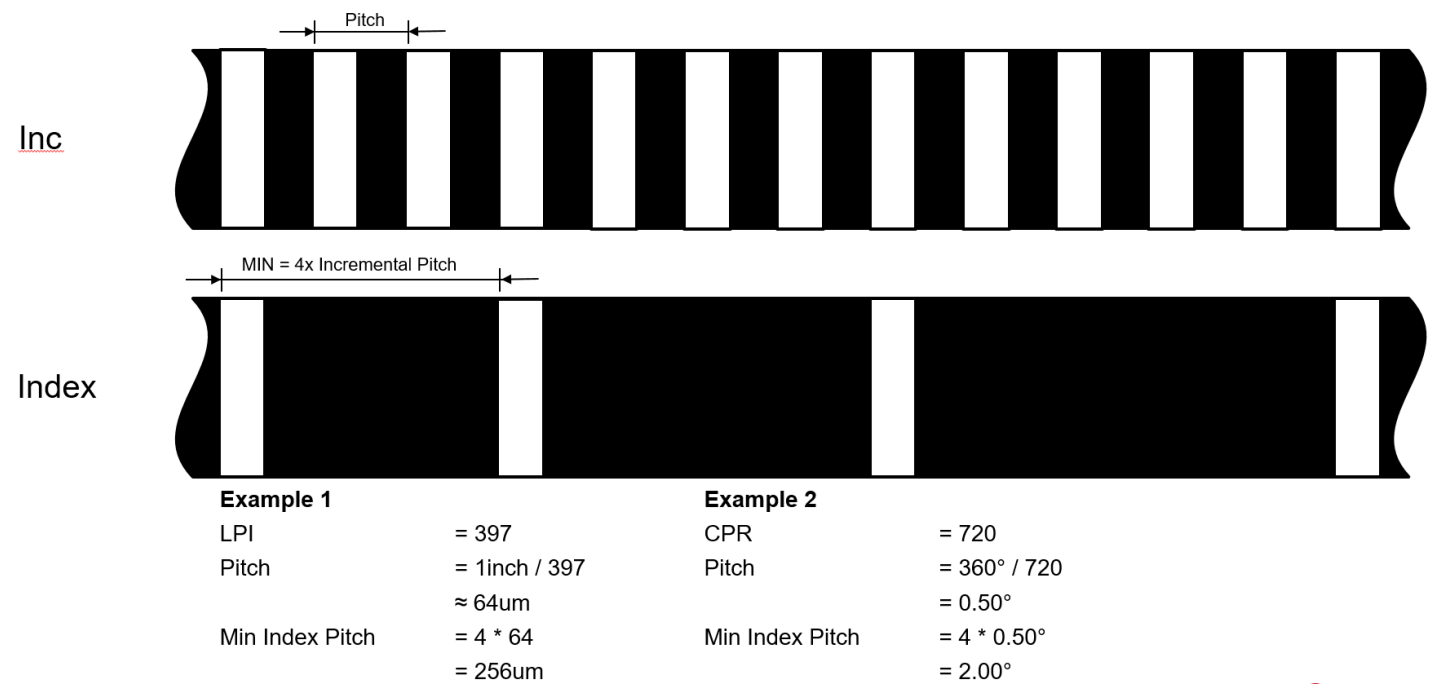 Pitch
Inc
MIN = 4x Incremental Pitch
Index
Example 1
LPI = 397
Pitch = 1inch / 397
≈ 64um
Min Index Pitch = 4 * 64
= 256um
Example 2
CPR = 720
Pitch = 360° / 720
= 0.50°
Min Index Pitch = 4 * 0.50°
= 2.00°